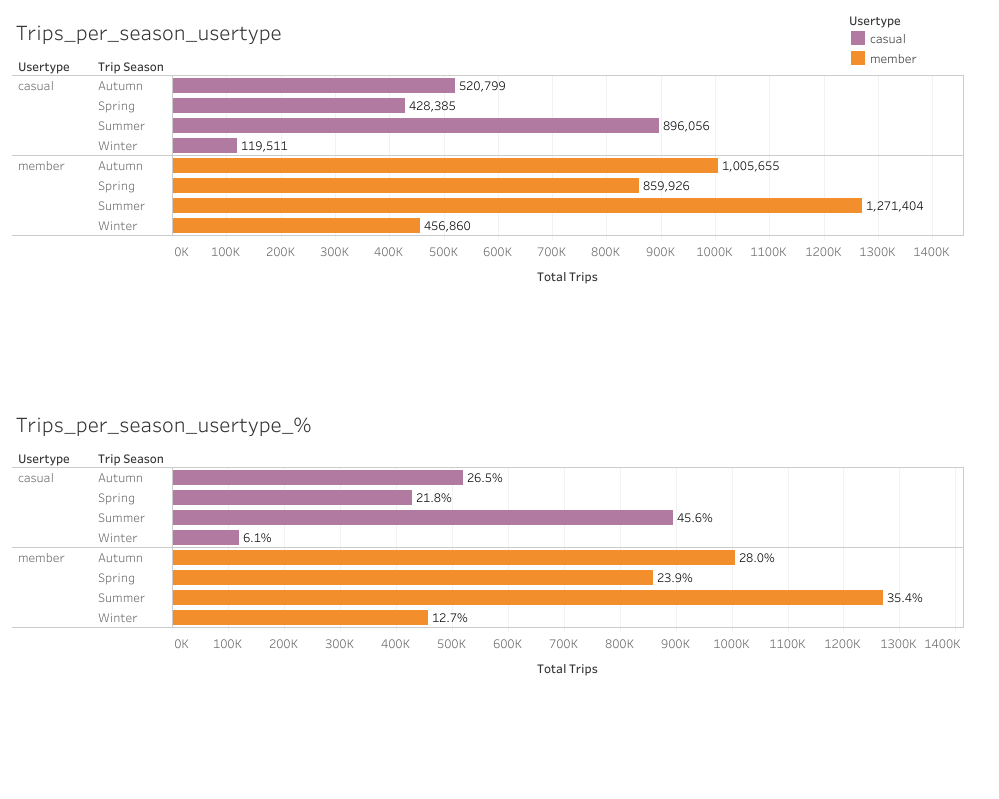 Trips_per_season_usertype
Usertype
casual
member
Usertype Trip Season
casual Autumn 520,799
Spring 428,385
Summer 896,056
Winter 119,511
member Autumn 1,005,655
Spring 859,926
Summer 1,271,404
Winter 456,860
0K 100K 200K 300K 400K 500K 600K 700K 800K 900K 1000K 1100K 1200K 1300K 1400K
Total Trips
Trips_per_season_usertype_%
Usertype Trip Season
casual Autumn 26.5%
Spring 21.8%
Summer 45.6%
Winter 6.1%
member Autumn 28.0%
Spring 23.9%
Summer 35.4%
Winter 12.7%
0K 100K 200K 300K 400K 500K 600K 700K 800K 900K 1000K 1100K 1200K 1300K 1400K
Total Trips